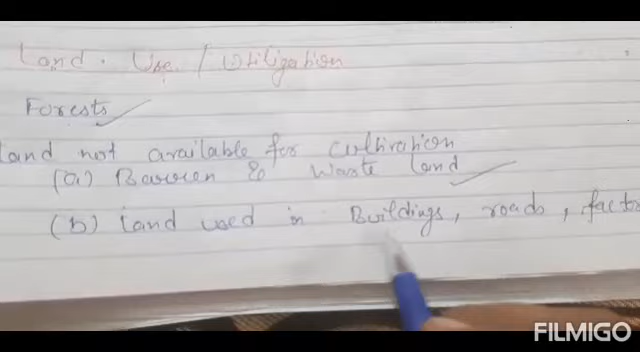 Land. Use / Utilization
Forests
Land not available for cultivation
(a) Barren & Waste land
(b) Land used in Buildings, roads, facto
FILMIGO